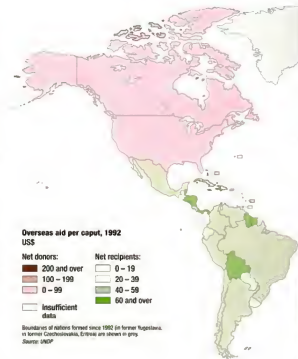 Overseas aid per caput, 1992
US$
Net donors:
200 and over
100 – 199
0 – 99
insufficient
data
Net recipients:
0 – 19
20 – 39
40 – 59
60 and over
Boundaries of nations formed since 1992 (in former Yugoslavia,
in former Czechoslovakia, Eritrea) are shown in grey.
Source: UNDP